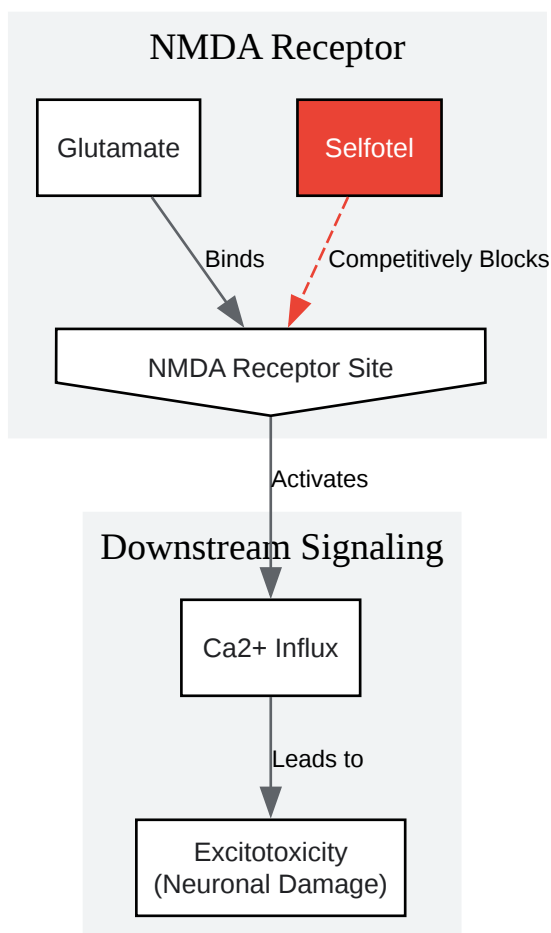 NMDA Receptor
Glutamate
Selfotel
Binds
Competitively Blocks
NMDA Receptor Site
Activates
Downstream Signaling
Ca2+ Influx
Leads to
Excitotoxicity
(Neuronal Damage)